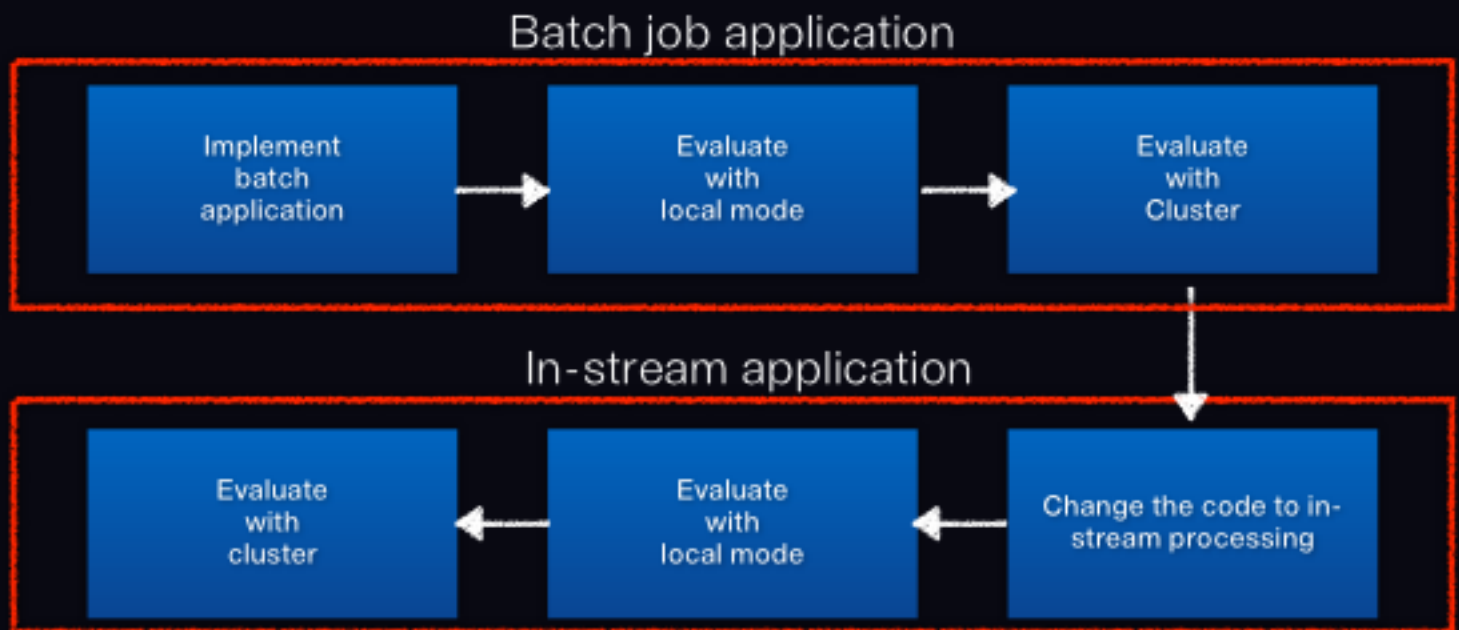 Batch job application
Implement
batch
application
Evaluate
with
local mode
Evaluate
with
Cluster
In-stream application
Evaluate
with
cluster
Evaluate
with
local mode
Change the code to in-
stream processing